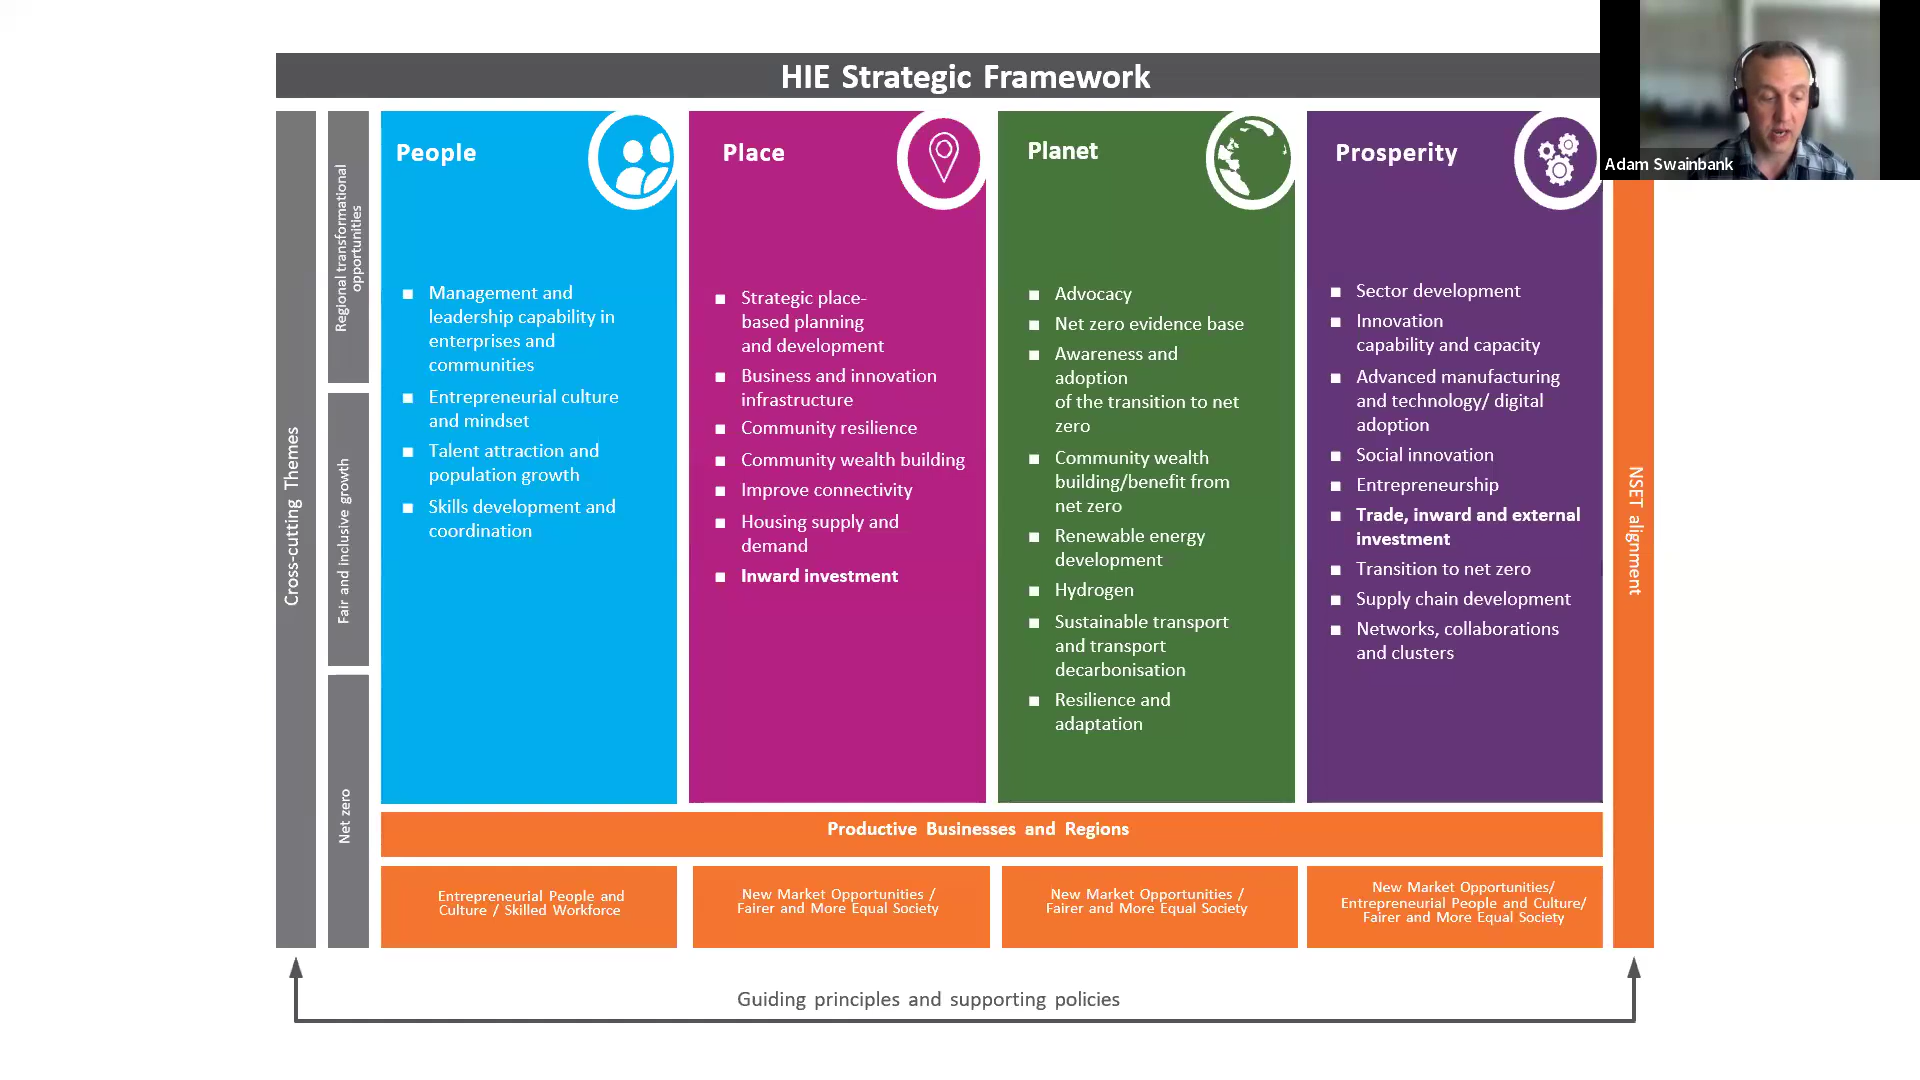 HIE Strategic Framework
Adam Swainbank
Cross-cutting Themes
Regional transformational
opportunities
Fair and inclusive growth
Net zero
People
Management and
leadership capability in
enterprises and
communities
Entrepreneurial culture
and mindset
Talent attraction and
population growth
Skills development and
coordination
Place
Strategic place-
based planning
and development
Business and innovation
infrastructure
Community resilience
Community wealth building
Improve connectivity
Housing supply and
demand
Inward investment
Planet
Advocacy
Net zero evidence base
Awareness and
adoption
of the transition to net
zero
Community wealth
building/benefit from
net zero
Renewable energy
development
Hydrogen
Sustainable transport
and transport
decarbonisation
Resilience and
adaptation
Prosperity
Sector development
Innovation
capability and capacity
Advanced manufacturing
and technology/ digital
adoption
Social innovation
Entrepreneurship
Trade, inward and external
investment
Transition to net zero
Supply chain development
Networks, collaborations
and clusters
NSET alignment
Productive Businesses and Regions
Entrepreneurial People and
Culture / Skilled Workforce
New Market Opportunities /
Fairer and More Equal Society
New Market Opportunities /
Fairer and More Equal Society
New Market Opportunities/
Entrepreneurial People and Culture/
Fairer and More Equal Society
Guiding principles and supporting policies